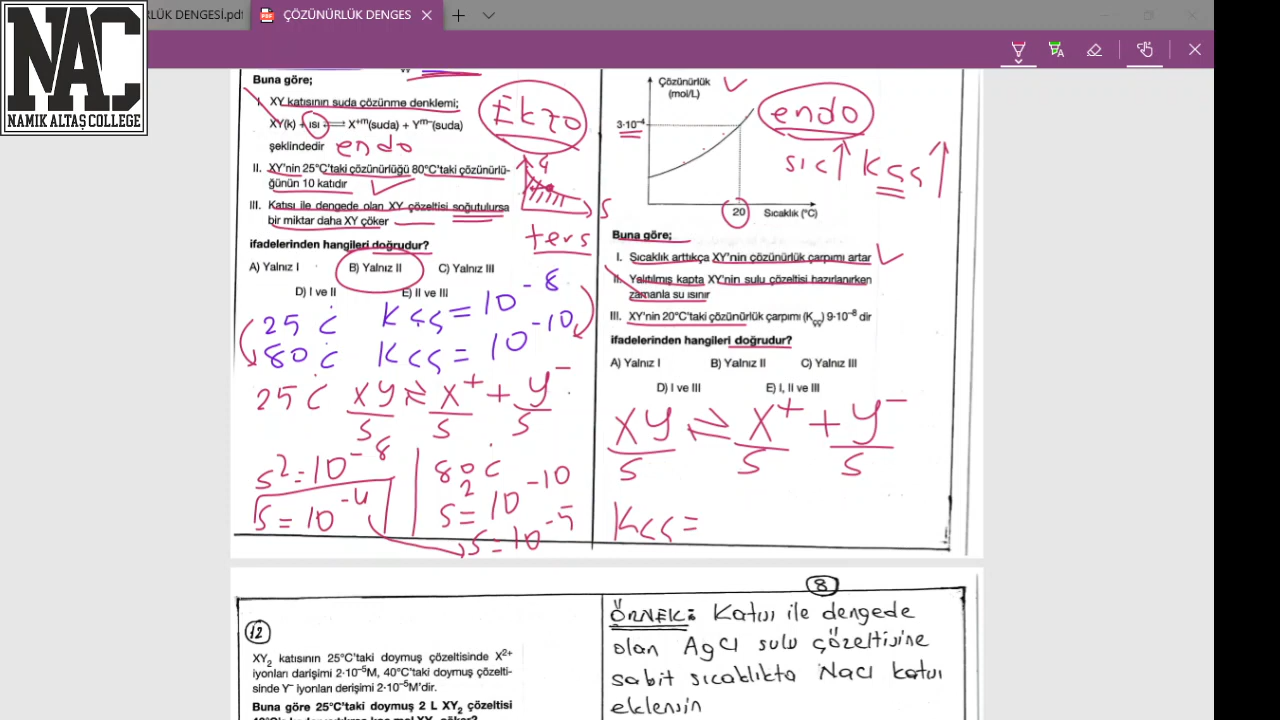 RLÜK DENGESİ.pdf
ÇÖZÜNÜRLÜK DENGES
NAC
NAMIK ALTAŞ COLLEGE
Buna göre;
I. XY katısının suda çözünme denklemi;
XY(k) + ısı ⇌ X+m(suda) + Ym-(suda)
şeklindedir
endo
Ekzo
II. XY'nin 25°C'taki çözünürlüğü 80°C'taki çözünürlü-
ğünün 10 katıdır
III. Katısı ile dengede olan XY çözeltisi soğutulursa
bir miktar daha XY çöker
Ç
S
ters
ifadelerinden hangileri doğrudur?
A) Yalnız I
B) Yalnız II
C) Yalnız III
D) I ve II
E) II ve III
25 C Kçç = 10-8
80 C Kçç = 10-10
25 C XY ⇌ X+ + Y-
S S S
S2 = 10-8
S = 10-4
80 C
S2 = 10-10
S = 10-5
Çözünürlük
(mol/L)
3·10-4
20
Sıcaklık (°C)
endo
sıc↑ Kçç↑
Buna göre;
I. Sıcaklık arttıkça XY'nin çözünürlük çarpımı artar
II. Yalıtılmış kapta XY'nin sulu çözeltisi hazırlanırken
zamanla su ısınır
III. XY'nin 20°C'taki çözünürlük çarpımı (Kçç) 9·10-8 dir
ifadelerinden hangileri doğrudur?
A) Yalnız I
B) Yalnız II
C) Yalnız III
D) I ve III
E) I, II ve III
XY ⇌ X+ + Y-
S S S
Kçç =
12
XY2 katısının 25°C'taki doymuş çözeltisinde X2+
iyonları darişimi 2·10-5M, 40°C'taki doymuş çözelti-
sinde Y- iyonları derişimi 2·10-5M'dir.
Buna göre 25°C'taki doymuş 2 L XY2 çözeltisi
8
ÖRNEK: Katısı ile dengede
olan AgCl sulu çözeltisine
sabit sıcaklıkta NaCl katısı
eklensin